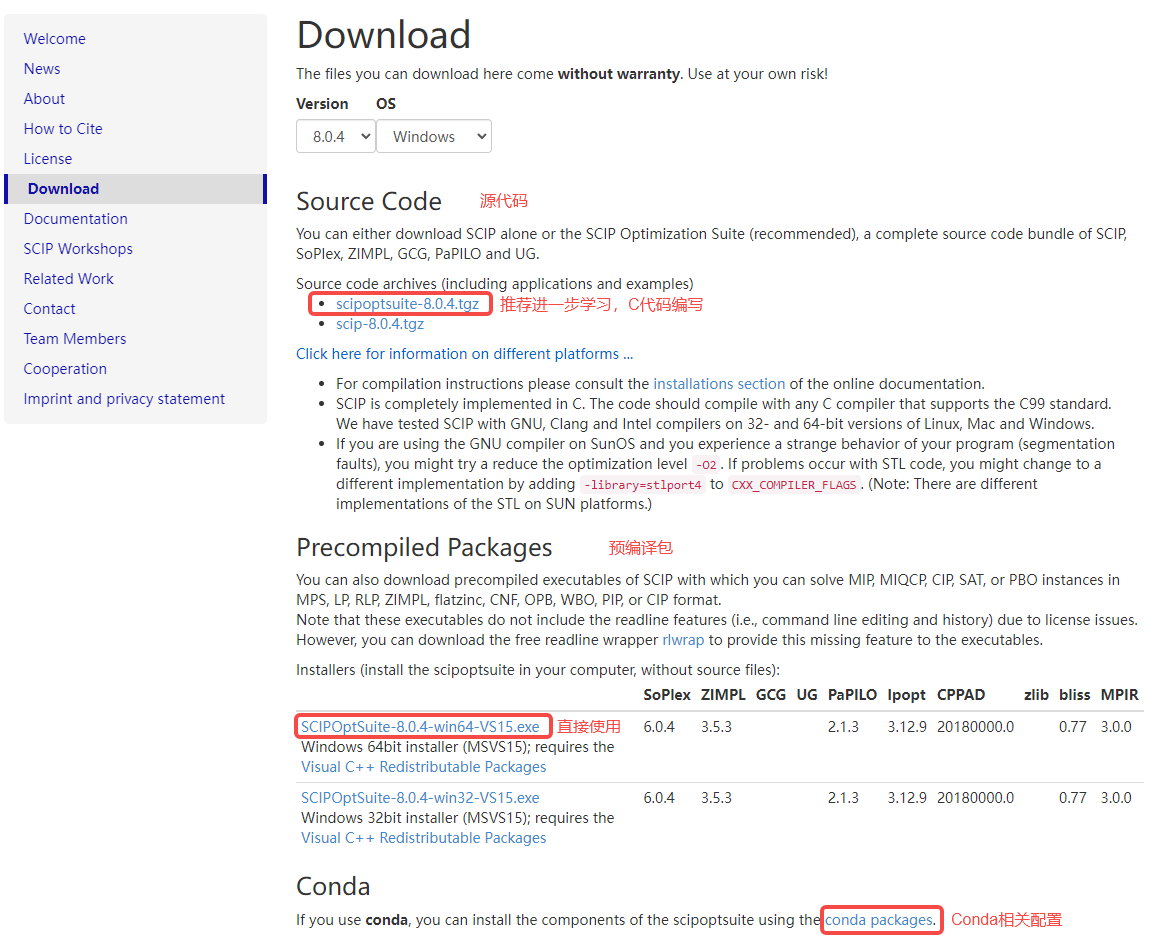 Welcome
News
About
How to Cite
License
Download
Documentation
SCIP Workshops
Related Work
Contact
Team Members
Cooperation
Imprint and privacy statement
Download
The files you can download here come without warranty. Use at your own risk!
Version OS
8.0.4 Windows
Source Code 源代码
You can either download SCIP alone or the SCIP Optimization Suite (recommended), a complete source code bundle of SCIP,
SoPlex, ZIMPL, GCG, PaPILO and UG.
Source code archives (including applications and examples)
• scipoptsuite-8.0.4.tgz 推荐进一步学习，C代码编写
• scip-8.0.4.tgz
Click here for information on different platforms ...
• For compilation instructions please consult the installations section of the online documentation.
• SCIP is completely implemented in C. The code should compile with any C compiler that supports the C99 standard.
We have tested SCIP with GNU, Clang and Intel compilers on 32- and 64-bit versions of Linux, Mac and Windows.
• If you are using the GNU compiler on SunOS and you experience a strange behavior of your program (segmentation
faults), you might try a reduce the optimization level -O2. If problems occur with STL code, you might change to a
different implementation by adding -library=stlport4 to CXX_COMPILER_FLAGS. (Note: There are different
implementations of the STL on SUN platforms.)
Precompiled Packages 预编译包
You can also download precompiled executables of SCIP with which you can solve MIP, MIQCP, CIP, SAT, or PBO instances in
MPS, LP, RLP, ZIMPL, flatzinc, CNF, OPB, WBO, PIP, or CIP format.
Note that these executables do not include the readline features (i.e., command line editing and history) due to license issues.
However, you can download the free readline wrapper rlwrap to provide this missing feature to the executables.
Installers (install the scipoptsuite in your computer, without source files):
SoPlex ZIMPL GCG UG PaPILO Ipopt CPPAD zlib bliss MPIR
SCIPOptSuite-8.0.4-win64-VS15.exe 直接使用 6.0.4 3.5.3 2.1.3 3.12.9 20180000.0 0.77 3.0.0
Windows 64bit installer (MSVS15); requires the
Visual C++ Redistributable Packages
SCIPOptSuite-8.0.4-win32-VS15.exe 6.0.4 3.5.3 2.1.3 3.12.9 20180000.0 0.77 3.0.0
Windows 32bit installer (MSVS15); requires the
Visual C++ Redistributable Packages
Conda
If you use conda, you can install the components of the scipoptsuite using the conda packages. Conda相关配置